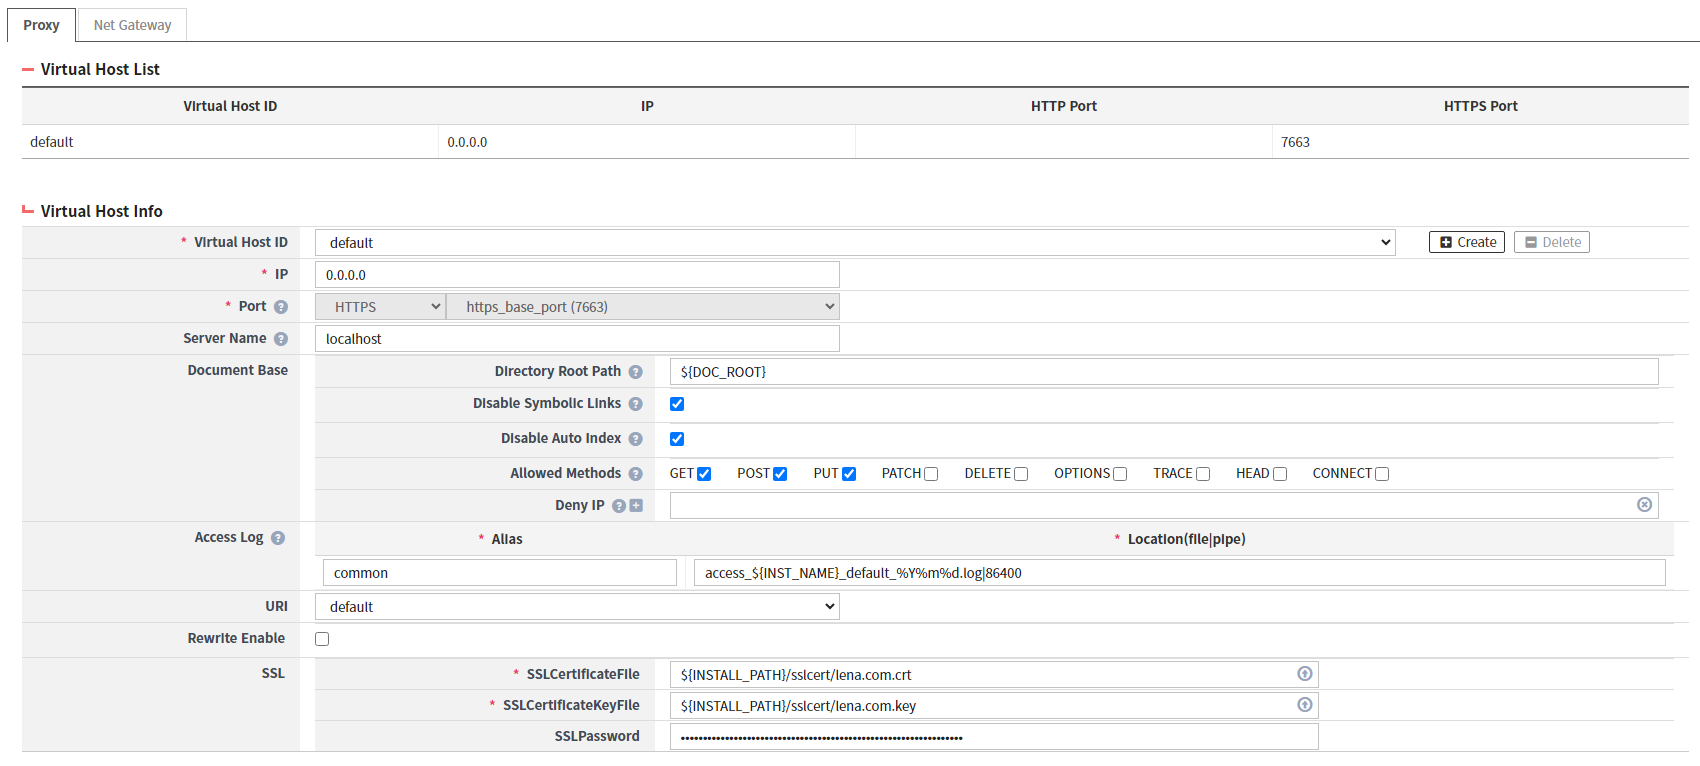 Proxy Net Gateway
Virtual Host List
Virtual Host ID IP HTTP Port HTTPS Port
default 0.0.0.0 7663
Virtual Host Info
* Virtual Host ID default Create Delete
* IP 0.0.0.0
* Port ? HTTPS https_base_port (7663)
Server Name ? localhost
Document Base Directory Root Path ? ${DOC_ROOT}
Disable Symbolic Links ?
Disable Auto Index ?
Allowed Methods ? GET POST PUT PATCH DELETE OPTIONS TRACE HEAD CONNECT
Deny IP ?
Access Log ? * Alias * Location(file|pipe)
common access_${INST_NAME}_default_%Y%m%d.log|86400
URI default
Rewrite Enable
SSL * SSLCertificateFile ${INSTALL_PATH}/sslcert/lena.com.crt
* SSLCertificateKeyFile ${INSTALL_PATH}/sslcert/lena.com.key
SSLPassword